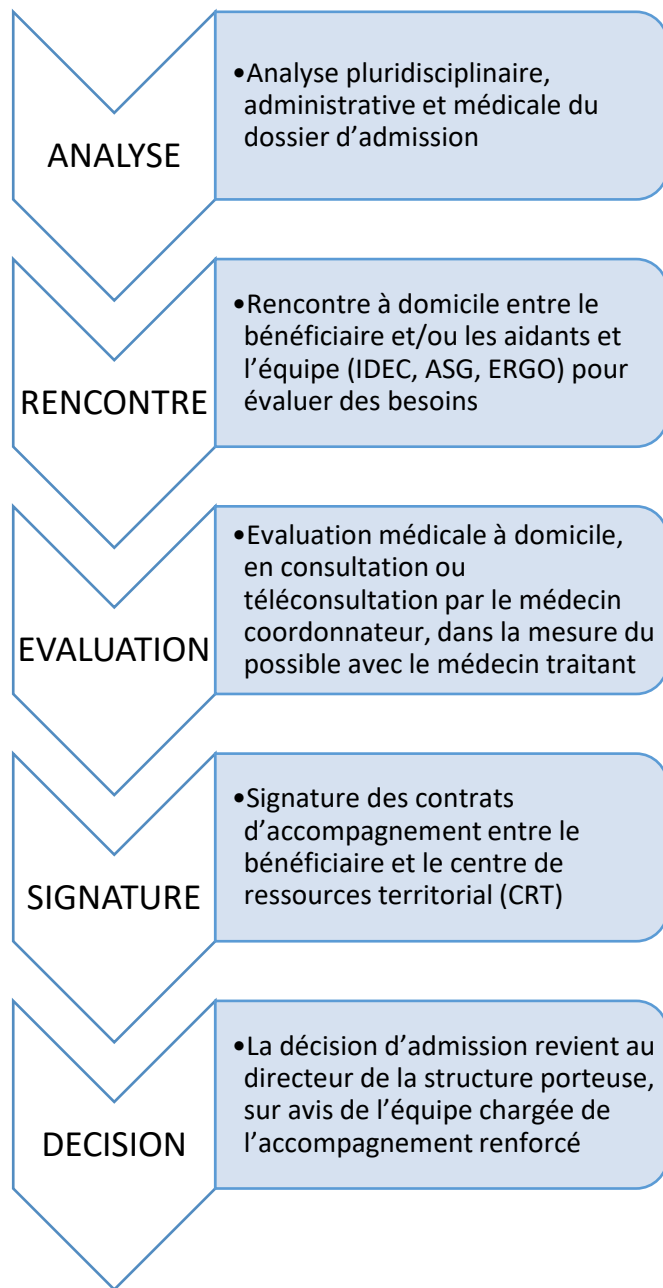 ANALYSE
•Analyse pluridisciplinaire,
administrative et médicale du
dossier d’admission
RENCONTRE
•Rencontre à domicile entre le
bénéficiaire et/ou les aidants et
l’équipe (IDEC, ASG, ERGO) pour
évaluer des besoins
EVALUATION
•Evaluation médicale à domicile,
en consultation ou
téléconsultation par le médecin
coordonnateur, dans la mesure du
possible avec le médecin traitant
SIGNATURE
•Signature des contrats
d’accompagnement entre le
bénéficiaire et le centre de
ressources territorial (CRT)
DECISION
•La décision d’admission revient au
directeur de la structure porteuse,
sur avis de l’équipe chargée de
l’accompagnement renforcé